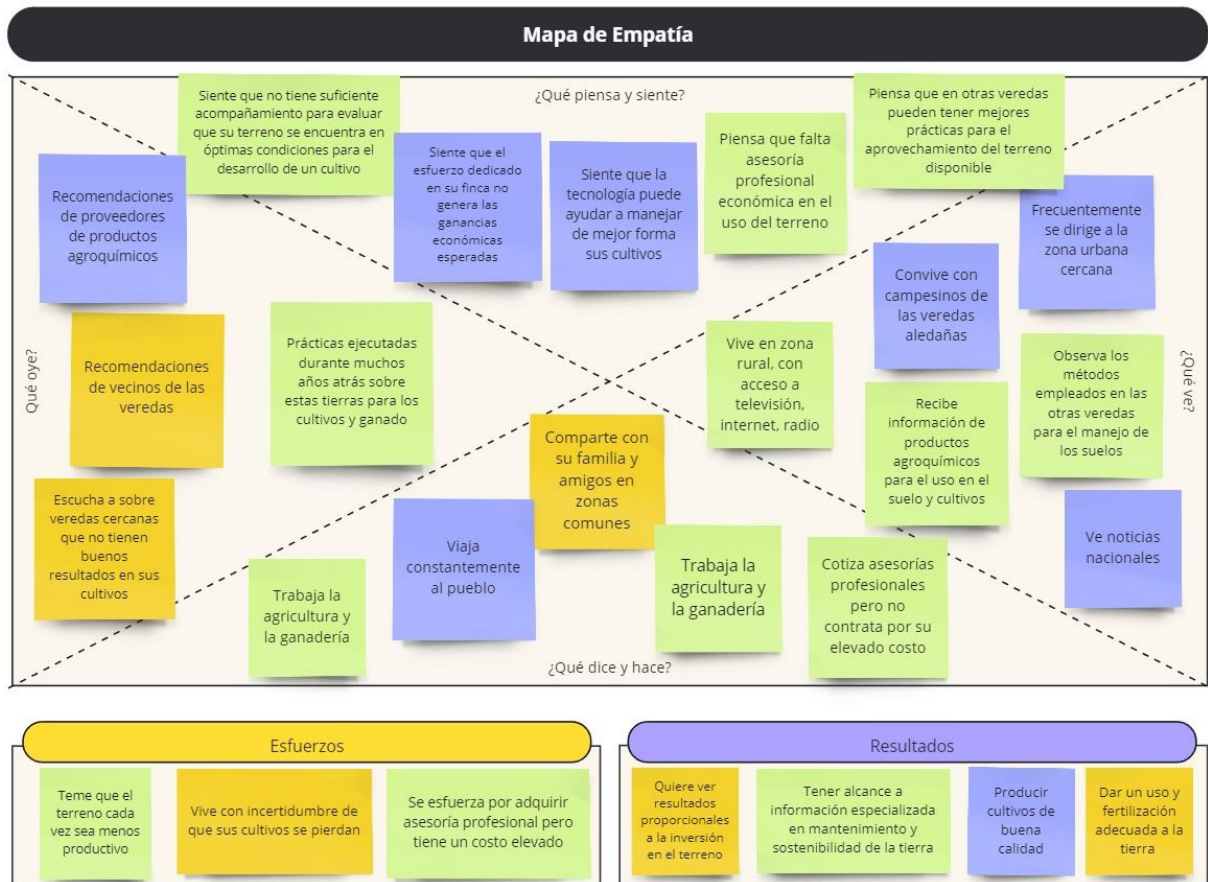 Mapa de Empatía
¿Qué piensa y siente?
Siente que no tiene suficiente
acompañamiento para evaluar
que su terreno se encuentra en
óptimas condiciones para el
desarrollo de un cultivo
Siente que el
esfuerzo dedicado
en su finca no
genera las
ganancias
económicas
esperadas
Siente que la
tecnología puede
ayudar a manejar
de mejor forma
sus cultivos
Piensa que falta
asesoría
profesional
económica en el
uso del terreno
Piensa que en otras veredas
pueden tener mejores
prácticas para el
aprovechamiento del terreno
disponible
Qué oye?
Recomendaciones
de proveedores
de productos
agroquímicos
Recomendaciones
de vecinos de las
veredas
Prácticas ejecutadas
durante muchos
años atrás sobre
estas tierras para los
cultivos y ganado
Escucha a sobre
veredas cercanas
que no tienen
buenos
resultados en sus
cultivos
¿Qué ve?
Frecuentemente
se dirige a la
zona urbana
cercana
Convive con
campesinos de
las veredas
aledañas
Vive en zona
rural, con
acceso a
televisión,
internet, radio
Observa los
métodos
empleados en las
otras veredas
para el manejo de
los suelos
Recibe
información de
productos
agroquímicos
para el uso en el
suelo y cultivos
Ve noticias
nacionales
¿Qué dice y hace?
Comparte con
su familia y
amigos en
zonas
comunes
Trabaja la
agricultura y
la ganadería
Viaja
constantemente
al pueblo
Trabaja la
agricultura y
la ganadería
Cotiza asesorías
profesionales
pero no
contrata por su
elevado costo
Esfuerzos
Teme que el
terreno cada
vez sea menos
productivo
Vive con incertidumbre de
que sus cultivos se pierdan
Se esfuerza por adquirir
asesoría profesional pero
tiene un costo elevado
Resultados
Quiere ver
resultados
proporcionales
a la inversión
en el terreno
Tener alcance a
información especializada
en mantenimiento y
sostenibilidad de la tierra
Producir
cultivos de
buena
calidad
Dar un uso y
fertilización
adecuada a la
tierra